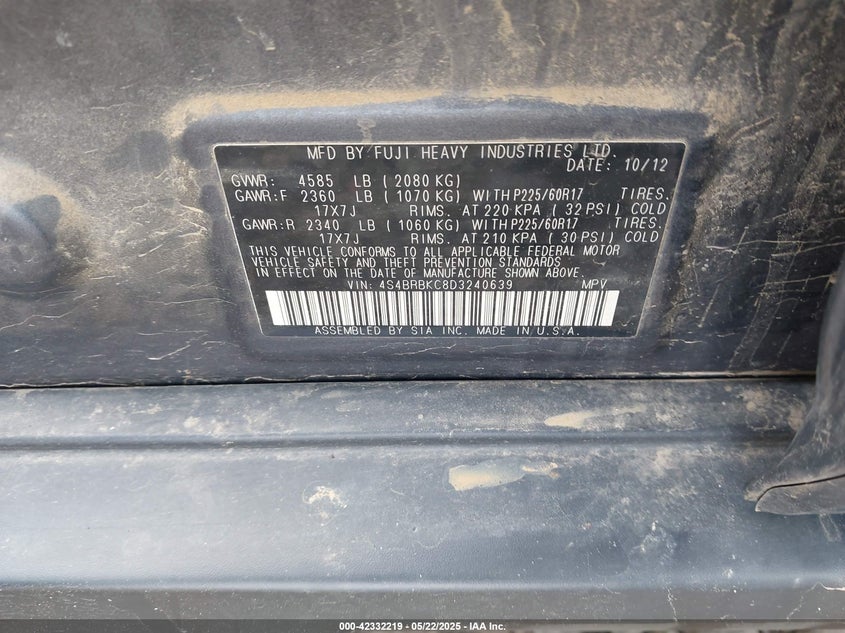 MFD BY FUJI HEAVY INDUSTRIES LTD.
DATE: 10/12
GVWR: 4585 LB ( 2080 KG)
GAWR:F 2360 LB ( 1070 KG) WITH P225/60R17 TIRES.
17X7J RIMS. AT 220 KPA ( 32 PSI) COLD
GAWR:R 2340 LB ( 1060 KG) WITH P225/60R17 TIRES.
17X7J RIMS. AT 210 KPA ( 30 PSI) COLD
THIS VEHICLE CONFORMS TO ALL APPLICABLE FEDERAL MOTOR
VEHICLE SAFETY AND THEFT PREVENTION STANDARDS
IN EFFECT ON THE DATE OF MANUFACTURE SHOWN ABOVE.
VIN: 4S4BRBKC8D3240639 MPV
ASSEMBLED BY SIA INC. MADE IN U.S.A.
000-42332219 - 05/22/2025 - IAA Inc.